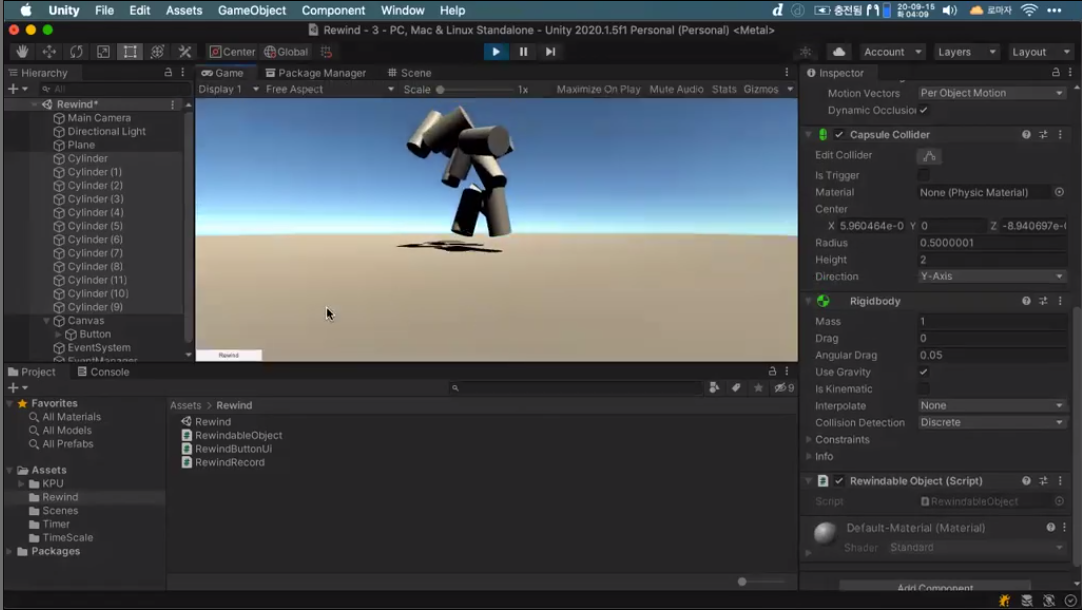 Unity File Edit Assets GameObject Component Window Help 충전됨 20-09-15 화 04:09 로마자
Rewind - 3 - PC, Mac & Linux Standalone - Unity 2020.1.5f1 Personal (Personal) <Metal>
Center Global Account Layers Layout
Hierarchy Game Package Manager Scene Inspector
All Display 1 Free Aspect Scale 1x Maximize On Play Mute Audio Stats Gizmos
Rewind*
Main Camera
Directional Light
Plane
Cylinder
Cylinder (1)
Cylinder (2)
Cylinder (3)
Cylinder (4)
Cylinder (5)
Cylinder (6)
Cylinder (7)
Cylinder (8)
Cylinder (11)
Cylinder (10)
Cylinder (9)
Canvas
Button
EventSystem
EventManager
Rewind
Motion Vectors Per Object Motion
Dynamic Occlusion
Capsule Collider
Edit Collider
Is Trigger
Material None (Physic Material)
Center
X 5.960464e-0 Y 0 Z -8.940697e-
Radius 0.5000001
Height 2
Direction Y-Axis
Rigidbody
Mass 1
Drag 0
Angular Drag 0.05
Use Gravity
Is Kinematic
Interpolate None
Collision Detection Discrete
Constraints
Info
Rewindable Object (Script)
Script RewindableObject
Default-Material (Material)
Shader Standard
Add Component
Project Console
9
Favorites
All Materials
All Models
All Prefabs
Assets
KPU
Rewind
Scenes
Timer
TimeScale
Packages
Assets > Rewind
Rewind
RewindableObject
RewindButtonUi
RewindRecord